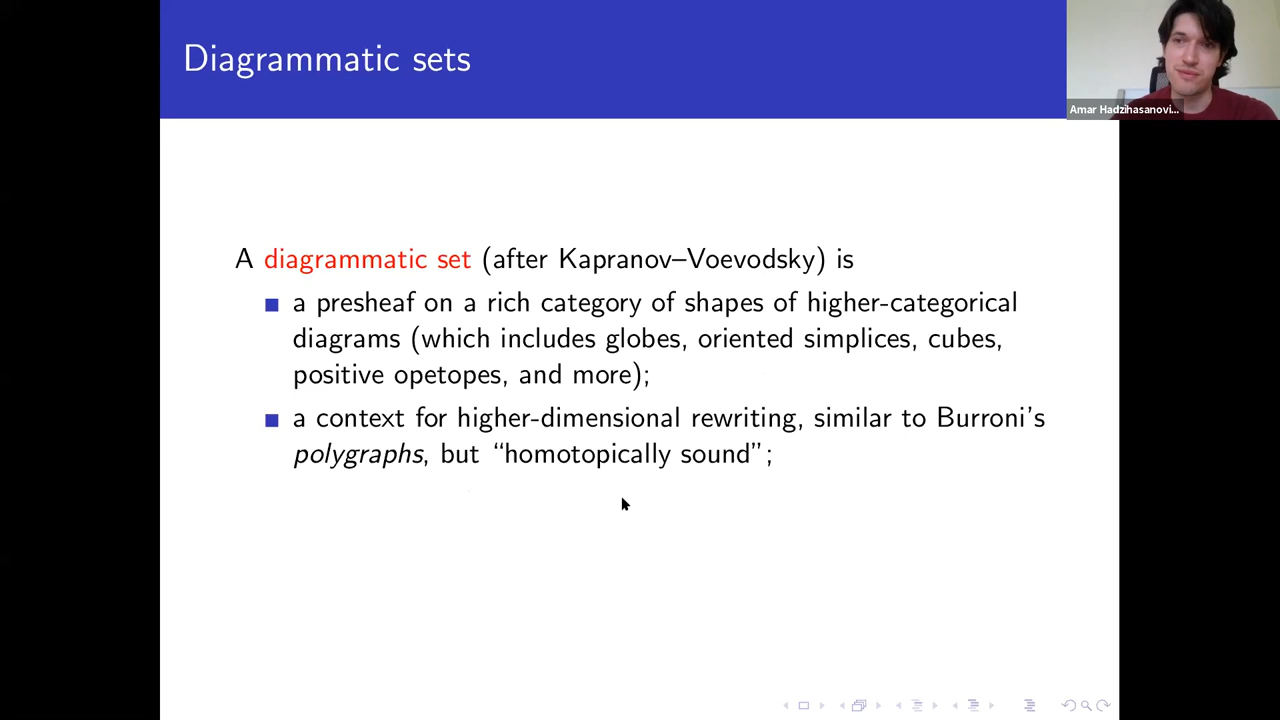 Diagrammatic sets
Amar Hadzihasanovi...
A diagrammatic set (after Kapranov–Voevodsky) is
a presheaf on a rich category of shapes of higher-categorical
diagrams (which includes globes, oriented simplices, cubes,
positive opetopes, and more);
a context for higher-dimensional rewriting, similar to Burroni's
polygraphs, but “homotopically sound”;